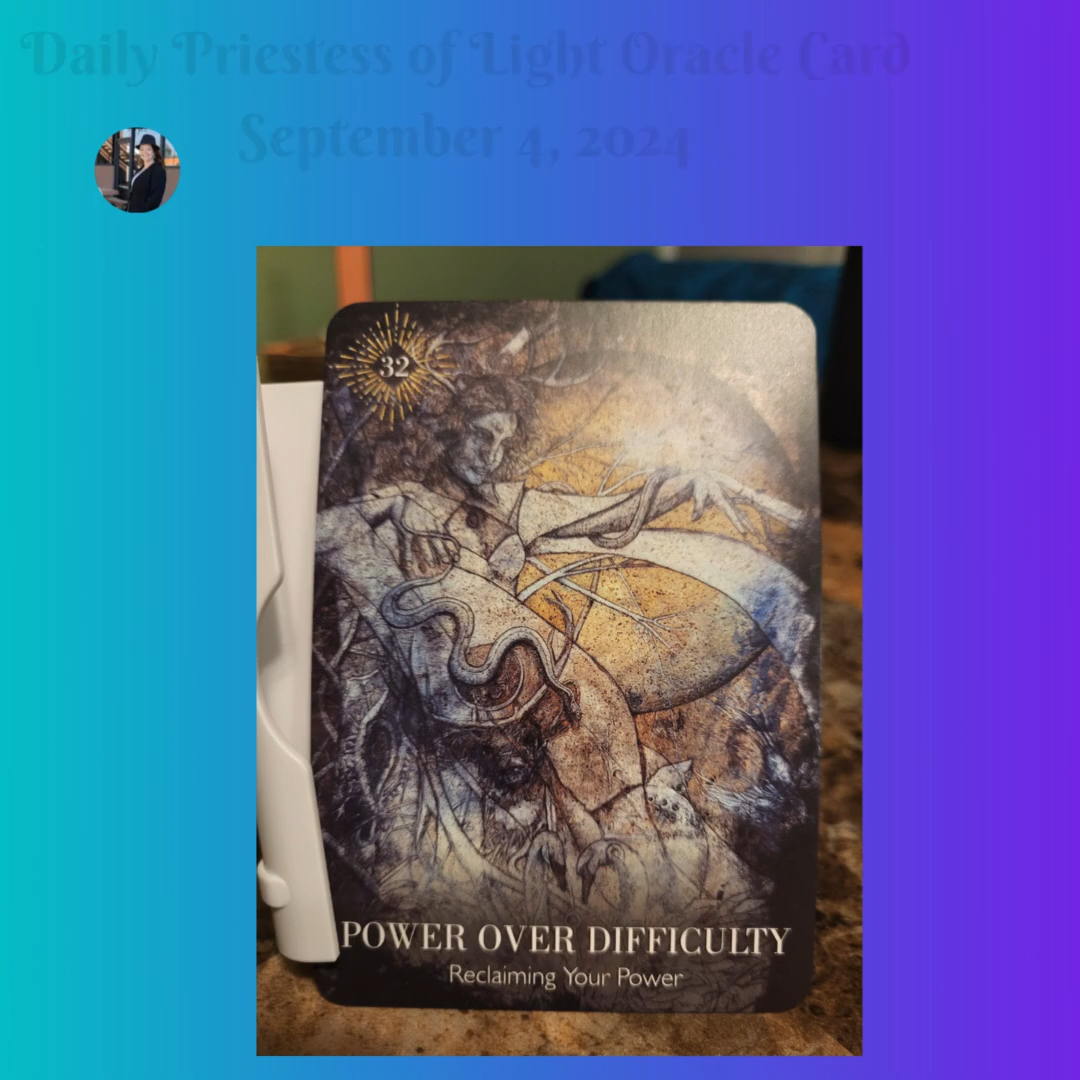 Daily Priestess of Light Oracle Card
September 4, 2024
32
POWER OVER DIFFICULTY
Reclaiming Your Power